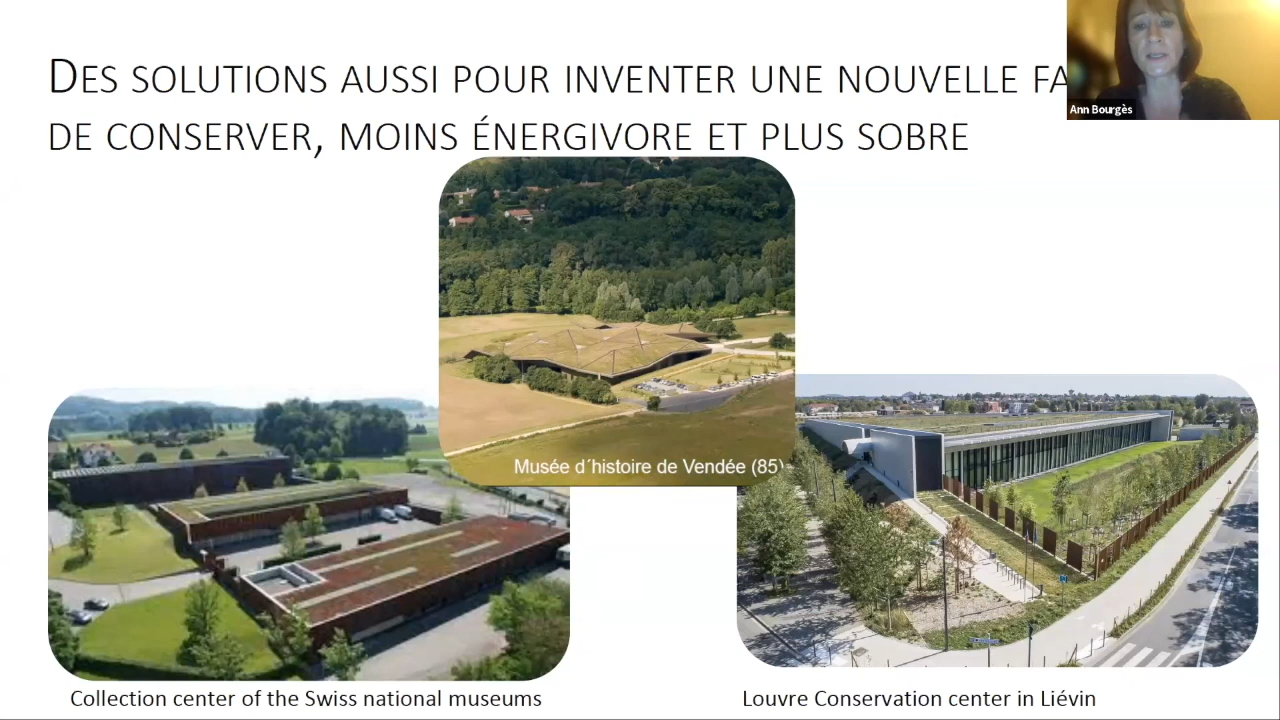 DES SOLUTIONS AUSSI POUR INVENTER UNE NOUVELLE
DE CONSERVER, MOINS ÉNERGIVORE ET PLUS SOBRE
Ann Bourgès
Musée d´histoire de Vendée (85)
Collection center of the Swiss national museums
Louvre Conservation center in Liévin